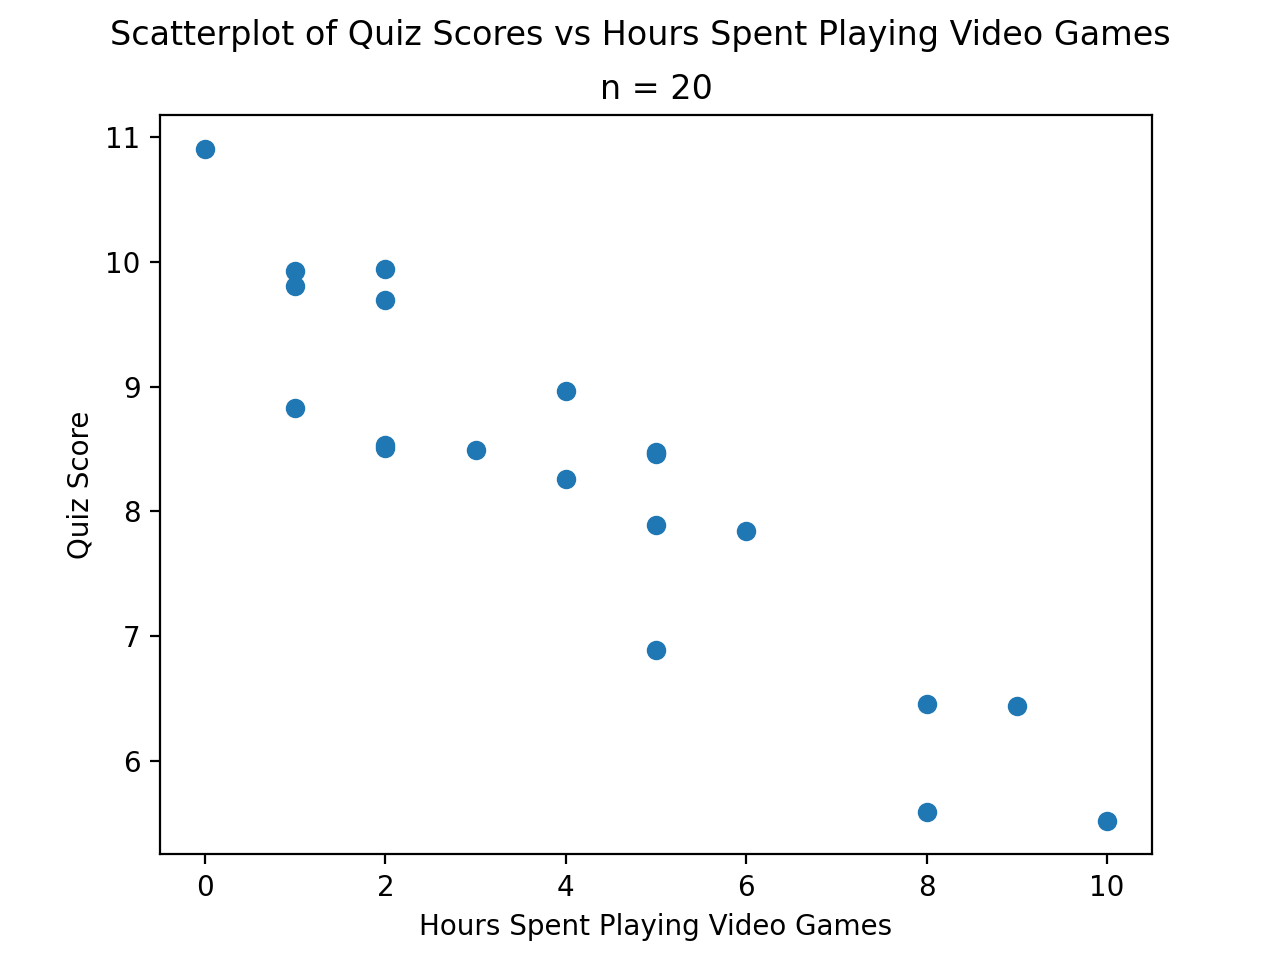 Scatterplot of Quiz Scores vs Hours Spent Playing Video Games
n = 20
11
10
9
8
7
6
Quiz Score
0 2 4 6 8 10
Hours Spent Playing Video Games